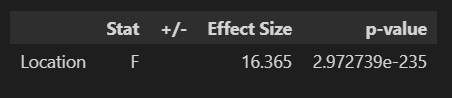 Stat +/- Effect Size p-value
Location F 16.365 2.972739e-235